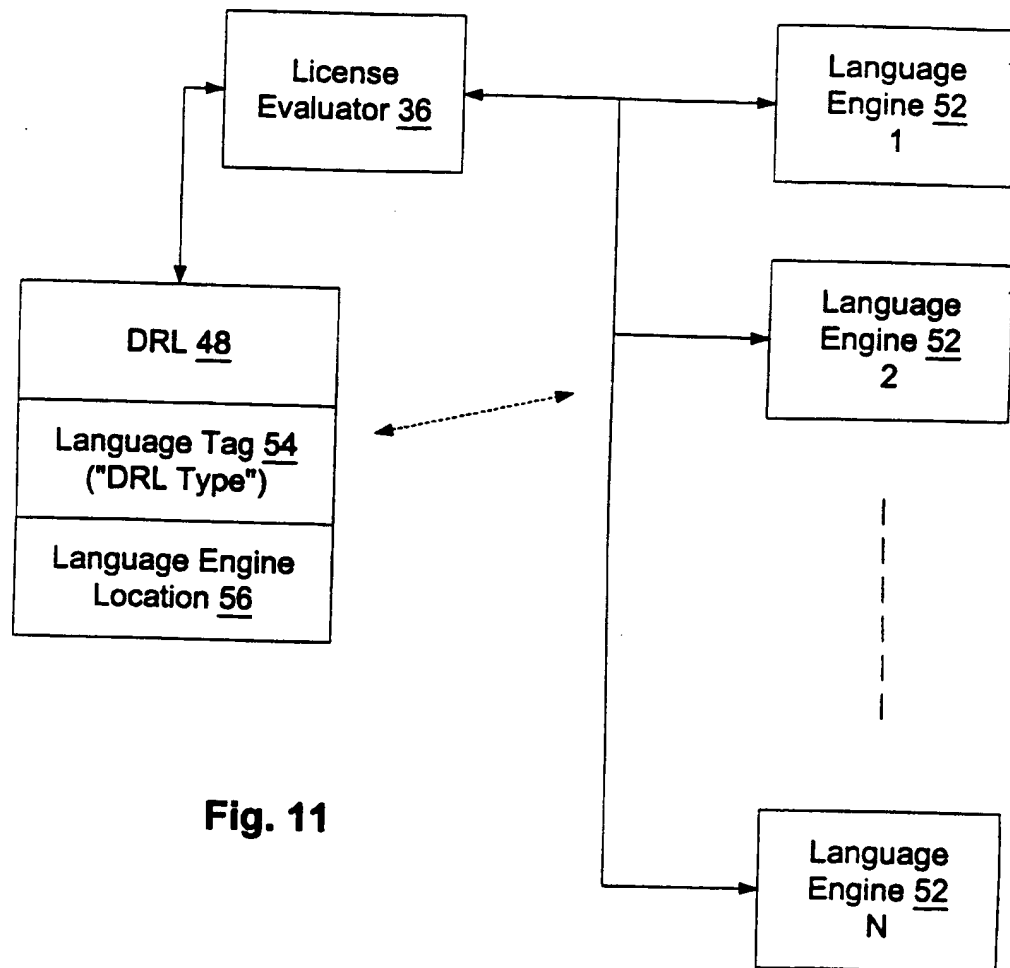 License
Evaluator 36
Language
Engine 52
1
Language
Engine 52
2
DRL 48
Language Tag 54
("DRL Type")
Language Engine
Location 56
Fig. 11
Language
Engine 52
N